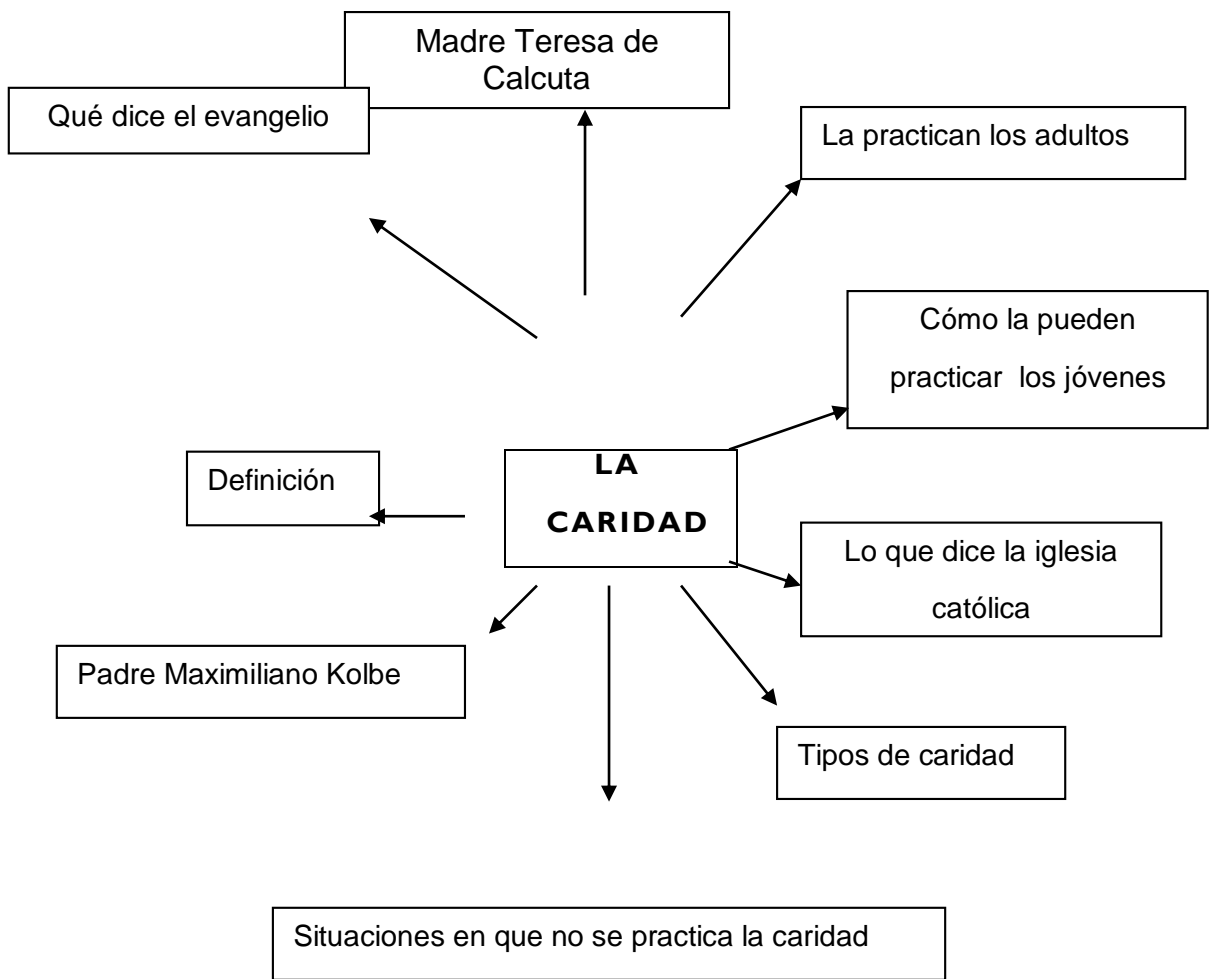 Madre Teresa de
Calcuta
Qué dice el evangelio
La practican los adultos
Cómo la pueden
practicar los jóvenes
LA
CARIDAD
Definición
Lo que dice la iglesia
católica
Padre Maximiliano Kolbe
Tipos de caridad
Situaciones en que no se practica la caridad